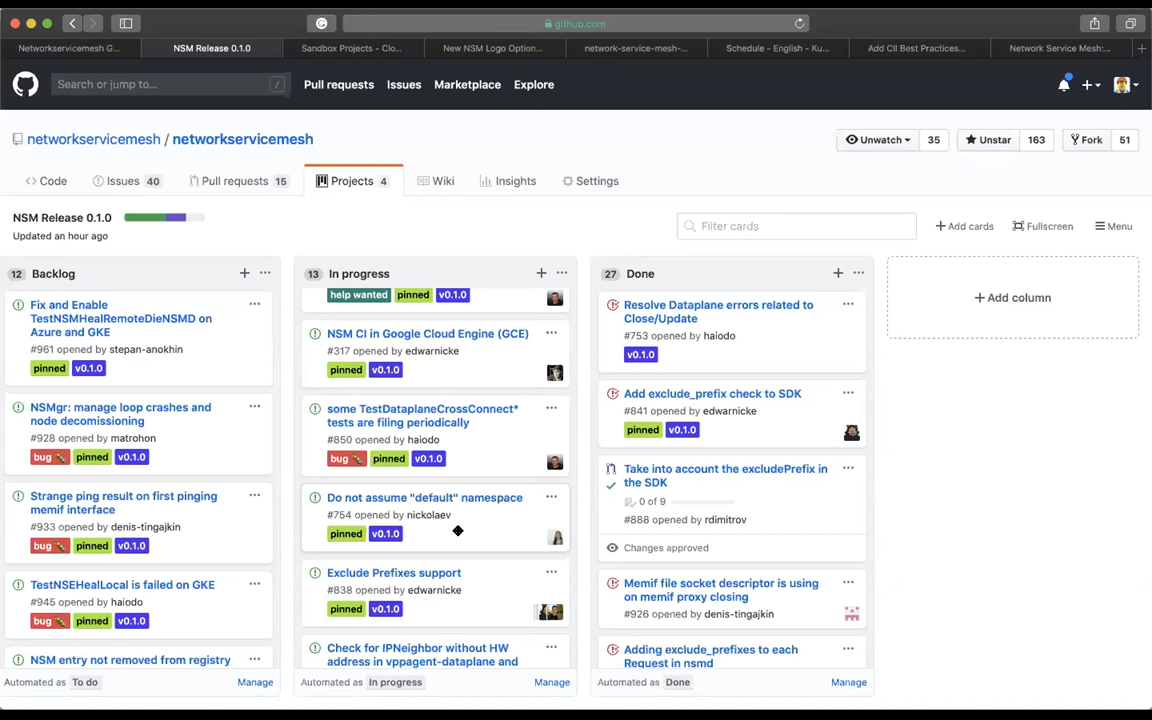 github.com
Networkservicemesh G...
NSM Release 0.1.0
Sandbox Projects - Clo...
New NSM Logo Option...
network-service-mesh-...
Schedule - English - Ku...
Add CII Best Practices...
Network Service Mesh:...
Search or jump to...
/
Pull requests
Issues
Marketplace
Explore
networkservicemesh / networkservicemesh
Unwatch
35
Unstar
163
Fork
51
Code
Issues 40
Pull requests 15
Projects 4
Wiki
Insights
Settings
NSM Release 0.1.0
Updated an hour ago
Filter cards
Add cards
Fullscreen
Menu
12 Backlog
Fix and Enable
TestNSMHealRemoteDieNSMD on
Azure and GKE
#961 opened by stepan-anokhin
pinned v0.1.0
NSMgr: manage loop crashes and
node decomissioning
#928 opened by matrohon
bug pinned v0.1.0
Strange ping result on first pinging
memif interface
#933 opened by denis-tingajkin
bug pinned v0.1.0
TestNSEHealLocal is failed on GKE
#945 opened by haiodo
bug pinned v0.1.0
NSM entry not removed from registry
Automated as To do
Manage
13 In progress
help wanted pinned v0.1.0
NSM CI in Google Cloud Engine (GCE)
#317 opened by edwarnicke
pinned v0.1.0
some TestDataplaneCrossConnect*
tests are filing periodically
#850 opened by haiodo
bug pinned v0.1.0
Do not assume "default" namespace
#754 opened by nickolaev
pinned v0.1.0
Exclude Prefixes support
#838 opened by edwarnicke
pinned v0.1.0
Check for IPNeighbor without HW
address in vppagent-dataplane and
Automated as In progress
Manage
27 Done
Resolve Dataplane errors related to
Close/Update
#753 opened by haiodo
v0.1.0
Add exclude_prefix check to SDK
#841 opened by edwarnicke
pinned v0.1.0
Take into account the excludePrefix in
the SDK
0 of 9
#888 opened by rdimitrov
Changes approved
Memif file socket descriptor is using
on memif proxy closing
#926 opened by denis-tingajkin
Adding exclude_prefixes to each
Request in nsmd
Automated as Done
Manage
Add column